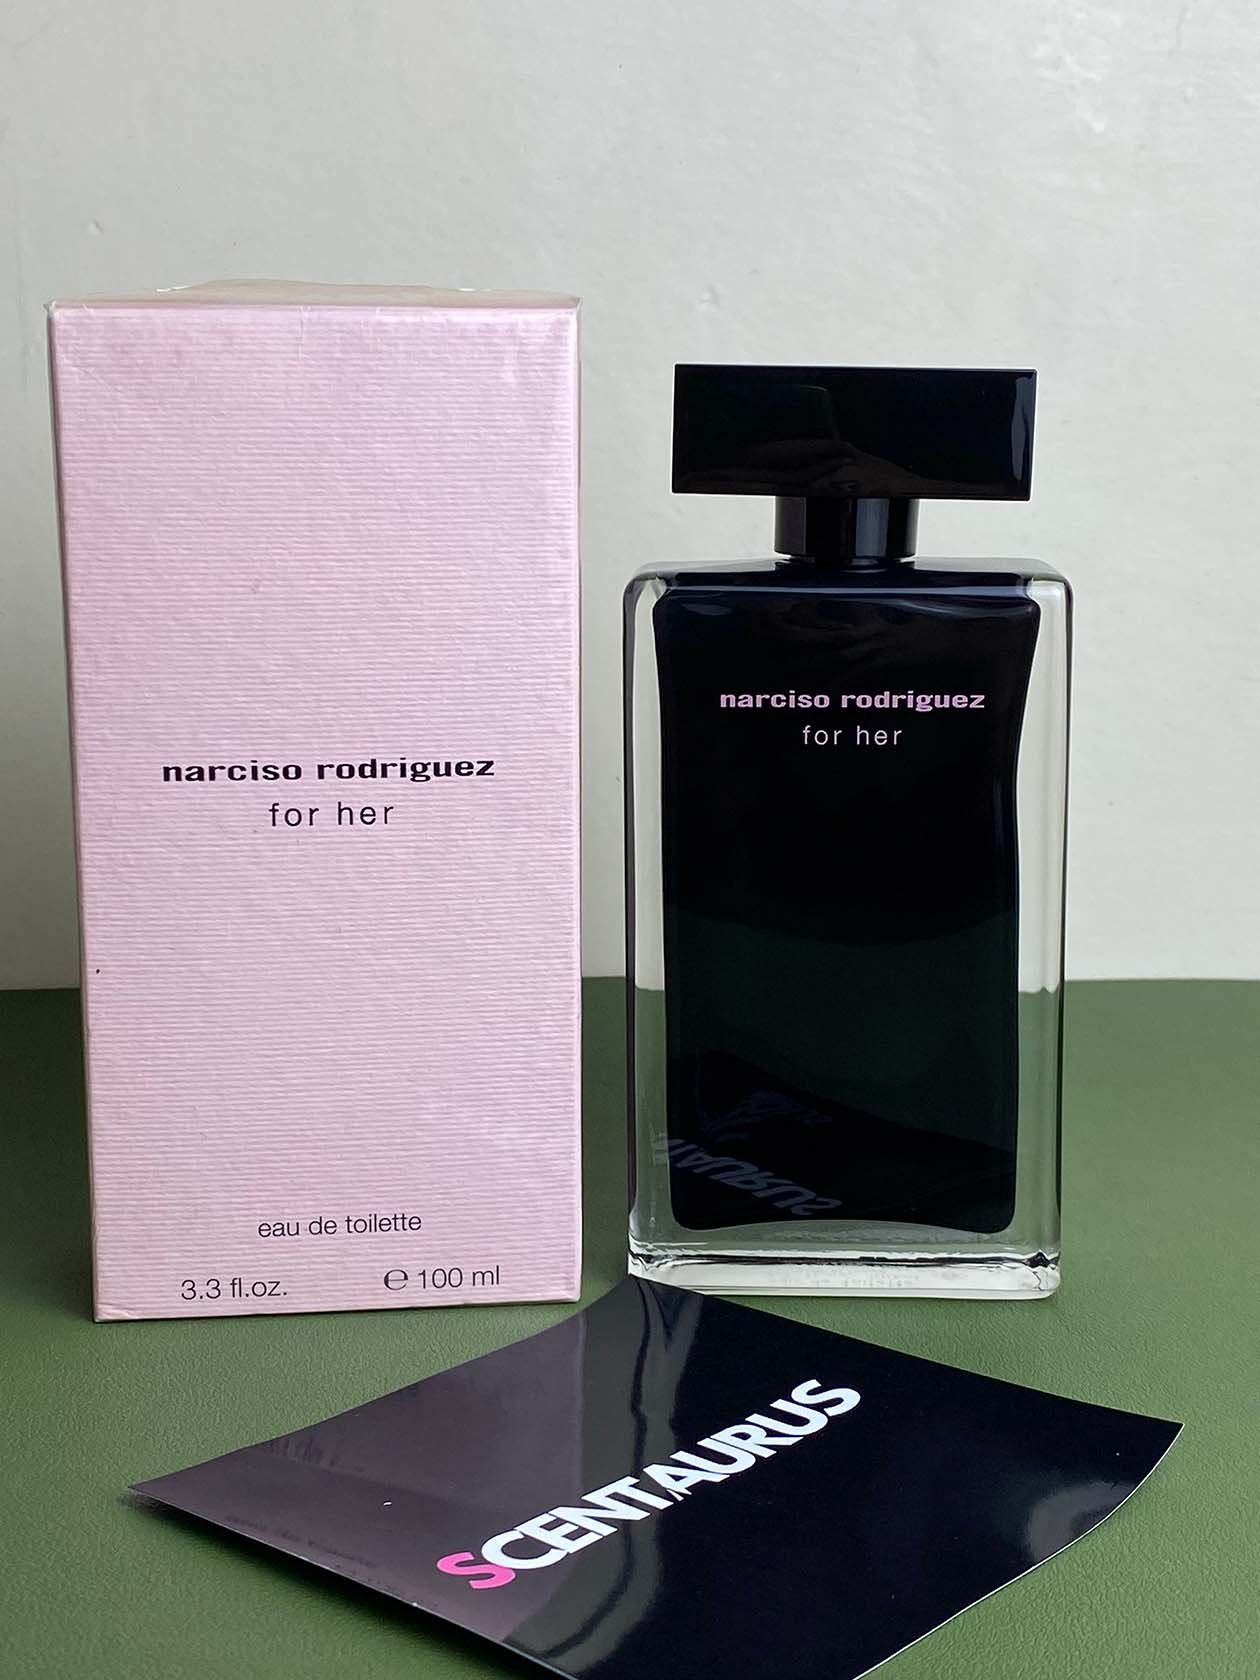 narciso rodriguez
for her
eau de toilette
3.3 fl.oz. ℮ 100 ml
narciso rodriguez
for her
SCENTAURUS